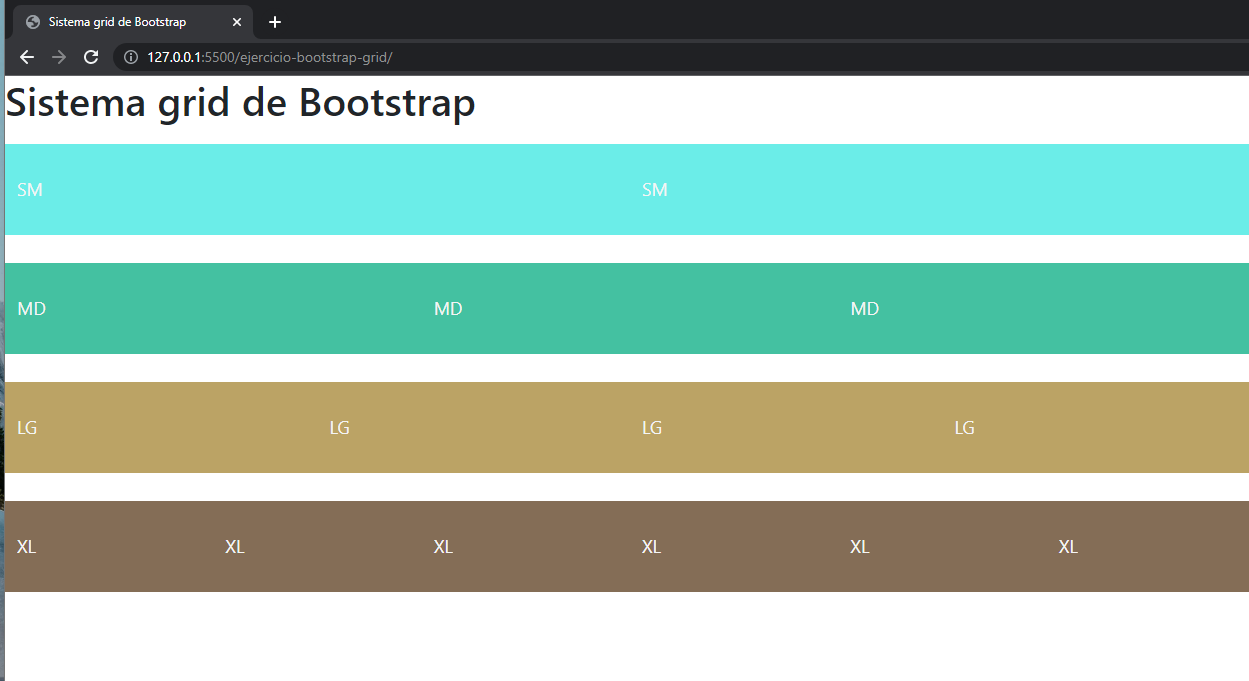 Sistema grid de Bootstrap
127.0.0.1:5500/ejercicio-bootstrap-grid/
Sistema grid de Bootstrap
SM SM
MD MD MD
LG LG LG LG
XL XL XL XL XL XL